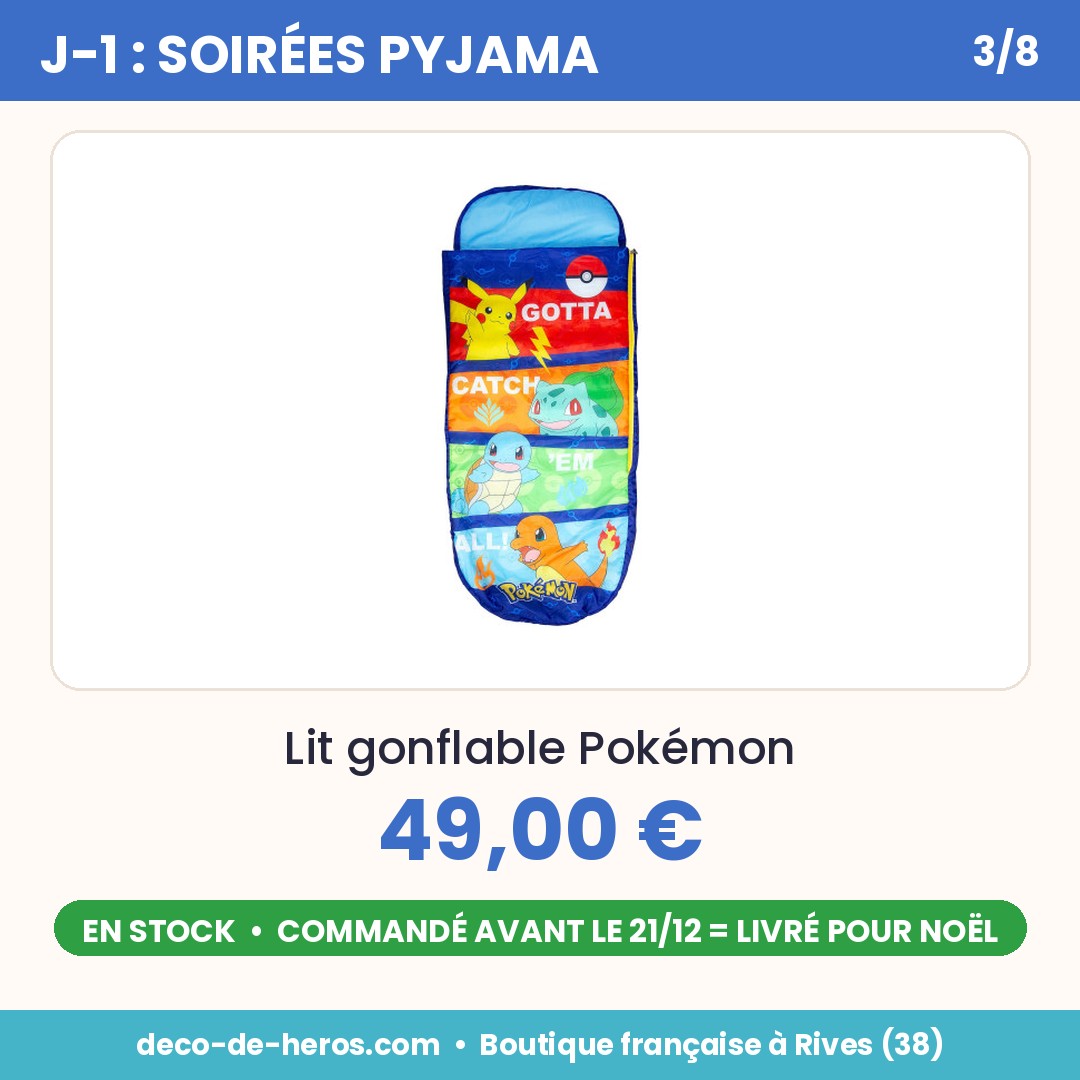 J-1 : SOIRÉES PYJAMA
3/8
GOTTA
CATCH
'EM
ALL!
POKéMON
Lit gonflable Pokémon
49,00 €
EN STOCK • COMMANDÉ AVANT LE 21/12 = LIVRÉ POUR NOËL
deco-de-heros.com • Boutique française à Rives (38)